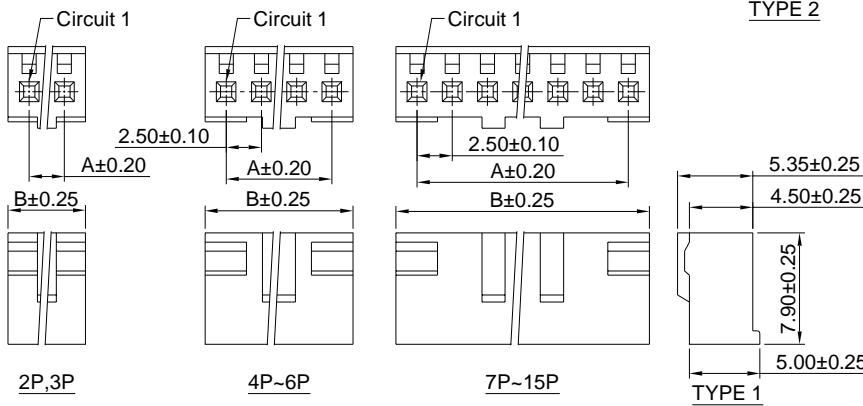 TYPE 2
Circuit 1
Circuit 1
Circuit 1
2.50±0.10
2.50±0.10
A±0.20
A±0.20
A±0.20
B±0.25
B±0.25
B±0.25
5.35±0.25
4.50±0.25
7.90±0.25
5.00±0.25
2P,3P
4P~6P
7P~15P
TYPE 1